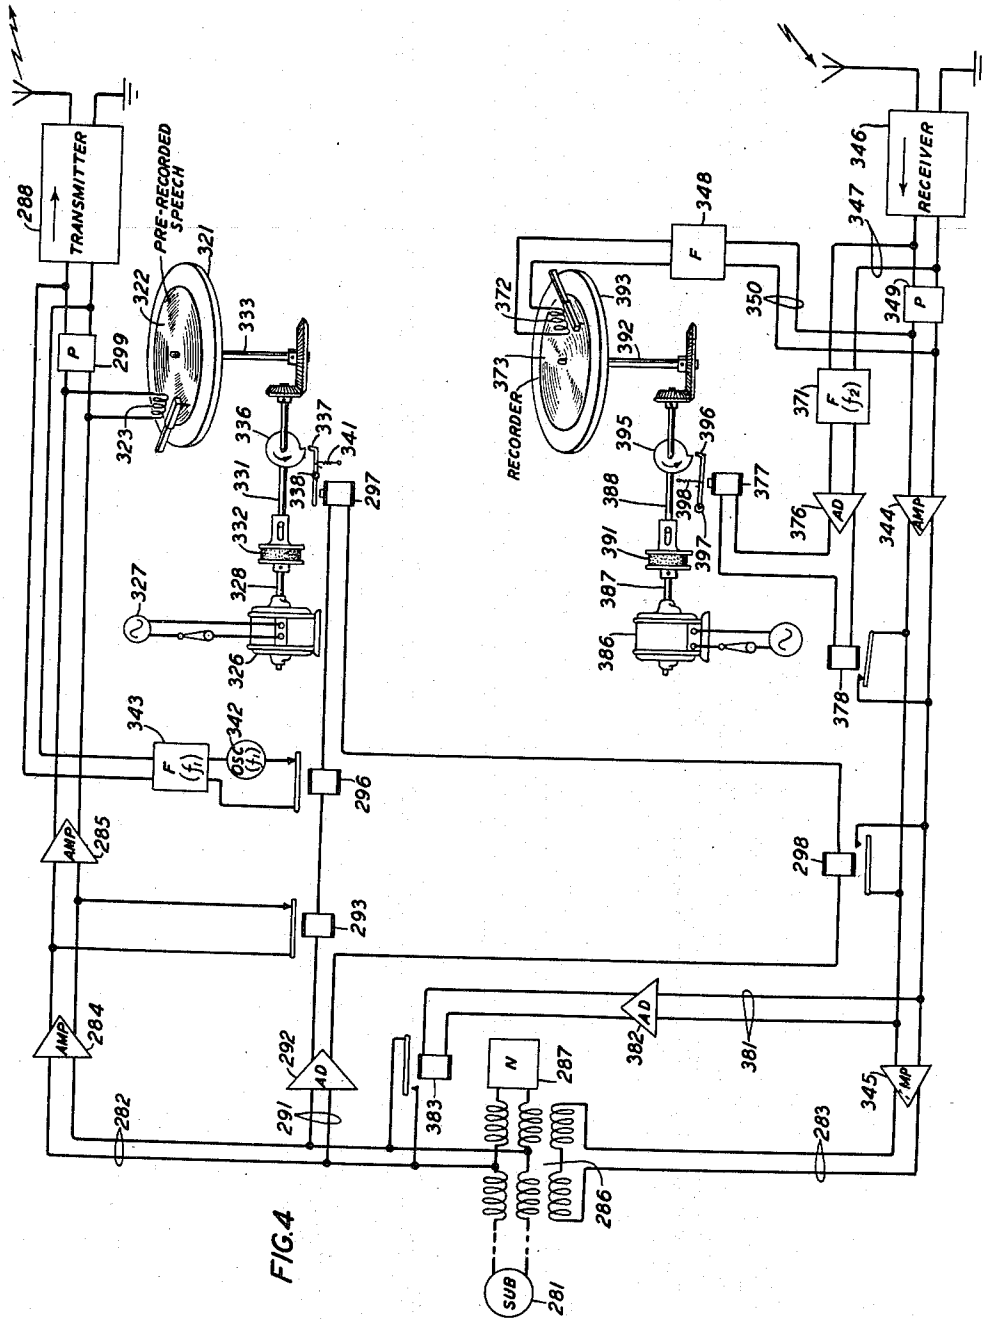 288
TRANSMITTER
PRE-RECORDED
SPEECH
322
321
P
299
323
333
336
337
341
338
331
297
332
328
327
326
343
F
(f1)
342
OSC
(f1)
296
AMP
285
293
AMP
284
292
AD
291
282
346
RECEIVER
347
348
F
349
P
350
372
393
373
392
RECORDER
371
F
(f2)
395
396
398
377
388
397
391
387
376
AD
344
AMP
386
378
298
AD
382
381
383
N
287
345
MP
283
286
SUB
281
FIG.4